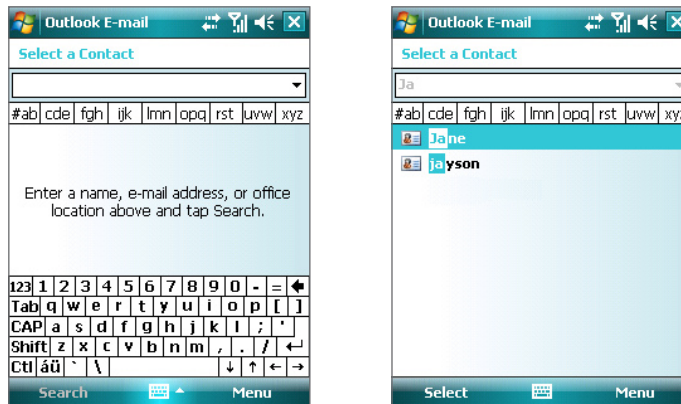 Outlook E-mail
Select a Contact
#ab cde fgh ijk lmn opq rst uvw xyz
Enter a name, e-mail address, or office
location above and tap Search.
123 1 2 3 4 5 6 7 8 9 0 - = 
Tab q w e r t y u i o p [ ]
CAP a s d f g h j k l ; '
Shift z x c v b n m , . / ↵
Ctl áü ` \ ↓ ↑ ← →
Search Menu
Outlook E-mail
Select a Contact
Ja
#ab cde fgh ijk lmn opq rst uvw xyz
Jane
jayson
Select Menu